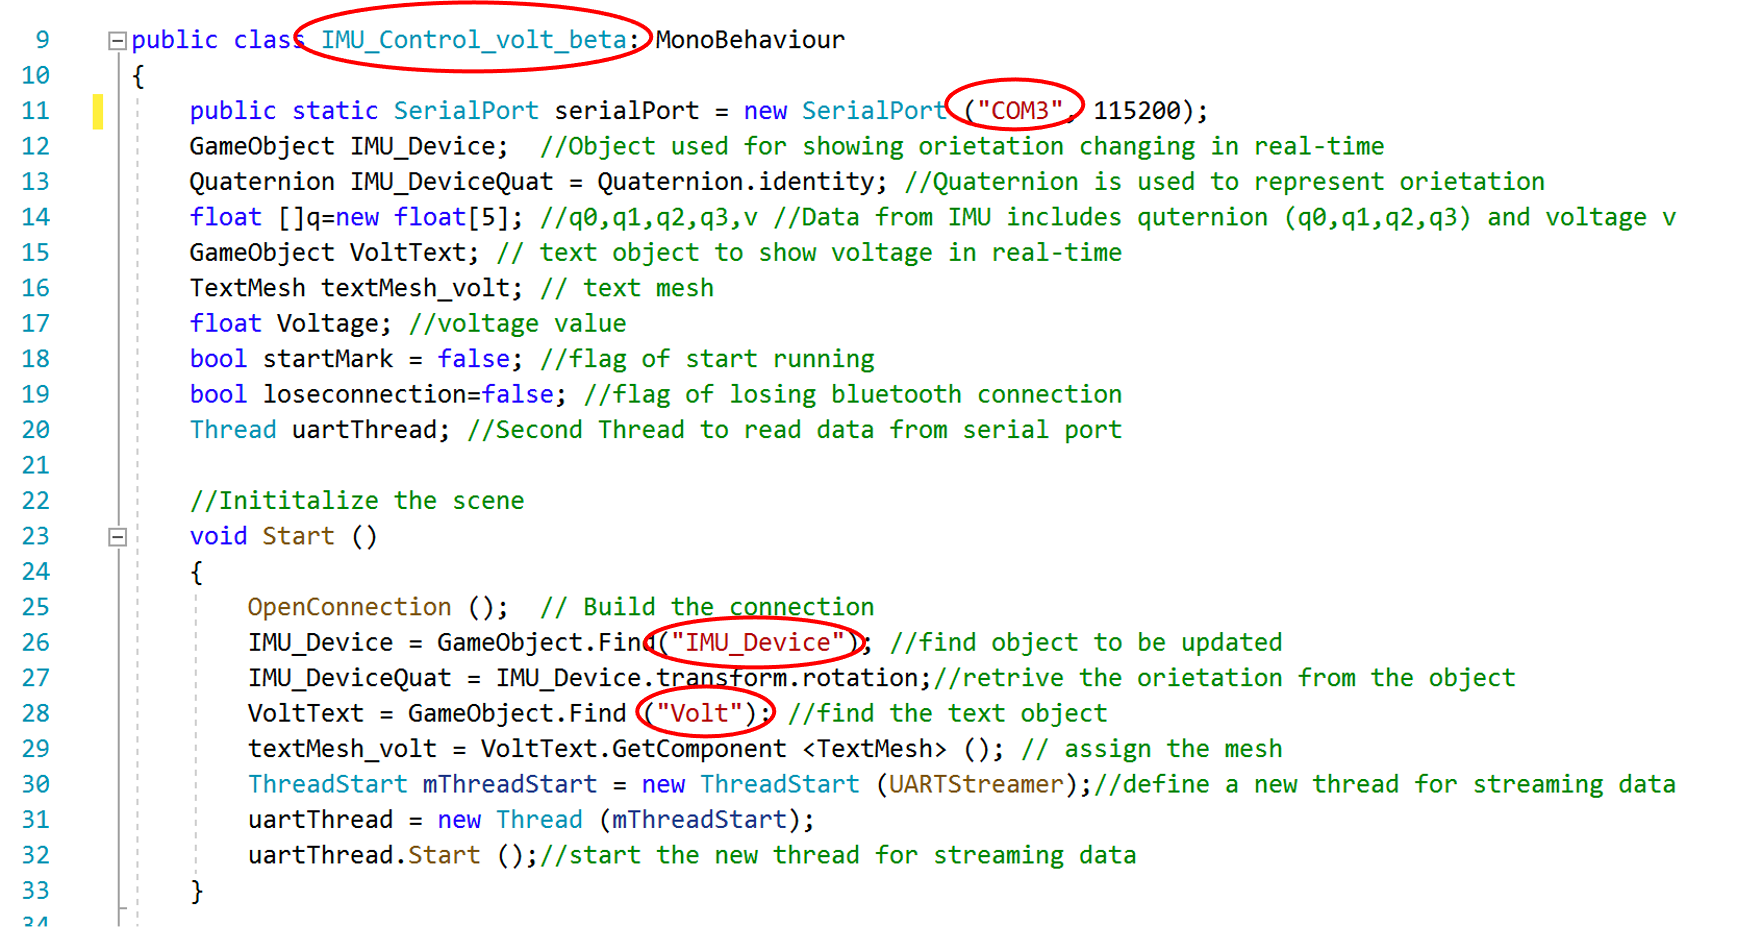 9 public class IMU_Control_volt_beta: MonoBehaviour
10 {
11 public static SerialPort serialPort = new SerialPort ("COM3", 115200);
12 GameObject IMU_Device; //Object used for showing orietation changing in real-time
13 Quaternion IMU_DeviceQuat = Quaternion.identity; //Quaternion is used to represent orietation
14 float []q=new float[5]; //q0,q1,q2,q3,v //Data from IMU includes quternion (q0,q1,q2,q3) and voltage v
15 GameObject VoltText; // text object to show voltage in real-time
16 TextMesh textMesh_volt; // text mesh
17 float Voltage; //voltage value
18 bool startMark = false; //flag of start running
19 bool loseconnection=false; //flag of losing bluetooth connection
20 Thread uartThread; //Second Thread to read data from serial port
21
22 //Inititalize the scene
23 void Start ()
24 {
25 OpenConnection (); // Build the connection
26 IMU_Device = GameObject.Find("IMU_Device"); //find object to be updated
27 IMU_DeviceQuat = IMU_Device.transform.rotation;//retrive the orietation from the object
28 VoltText = GameObject.Find ("Volt"); //find the text object
29 textMesh_volt = VoltText.GetComponent <TextMesh> (); // assign the mesh
30 ThreadStart mThreadStart = new ThreadStart (UARTStreamer);//define a new thread for streaming data
31 uartThread = new Thread (mThreadStart);
32 uartThread.Start ();//start the new thread for streaming data
33 }
34